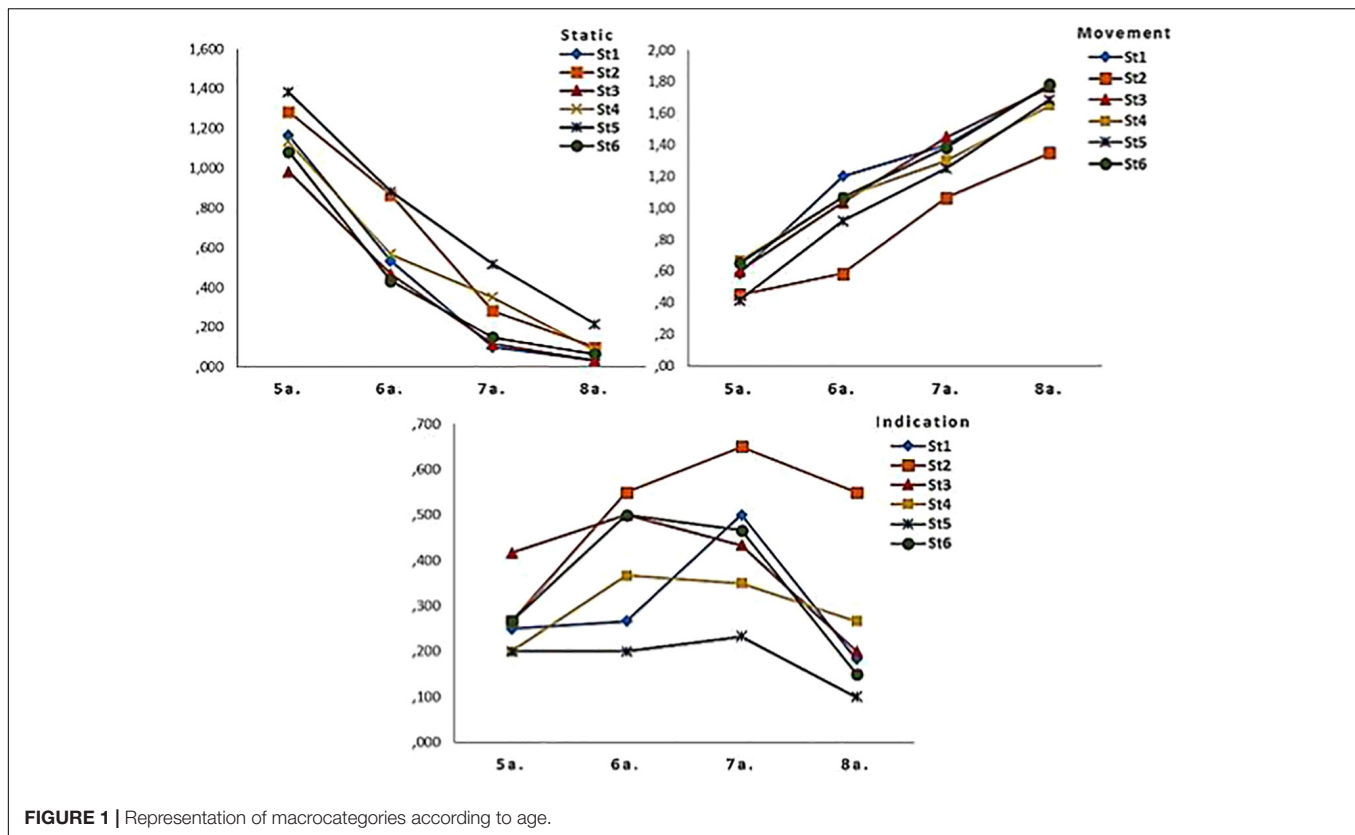 Static
St1
St2
St3
St4
St5
St6
1,600
1,400
1,200
1,000
,800
,600
,400
,200
,000
5a. 6a. 7a. 8a.
Movement
St1
St2
St3
St4
St5
St6
2,00
1,80
1,60
1,40
1,20
1,00
,80
,60
,40
,20
,00
5a. 6a. 7a. 8a.
Indication
St1
St2
St3
St4
St5
St6
,700
,600
,500
,400
,300
,200
,100
,000
5a. 6a. 7a. 8a.
FIGURE 1 | Representation of macrocategories according to age.